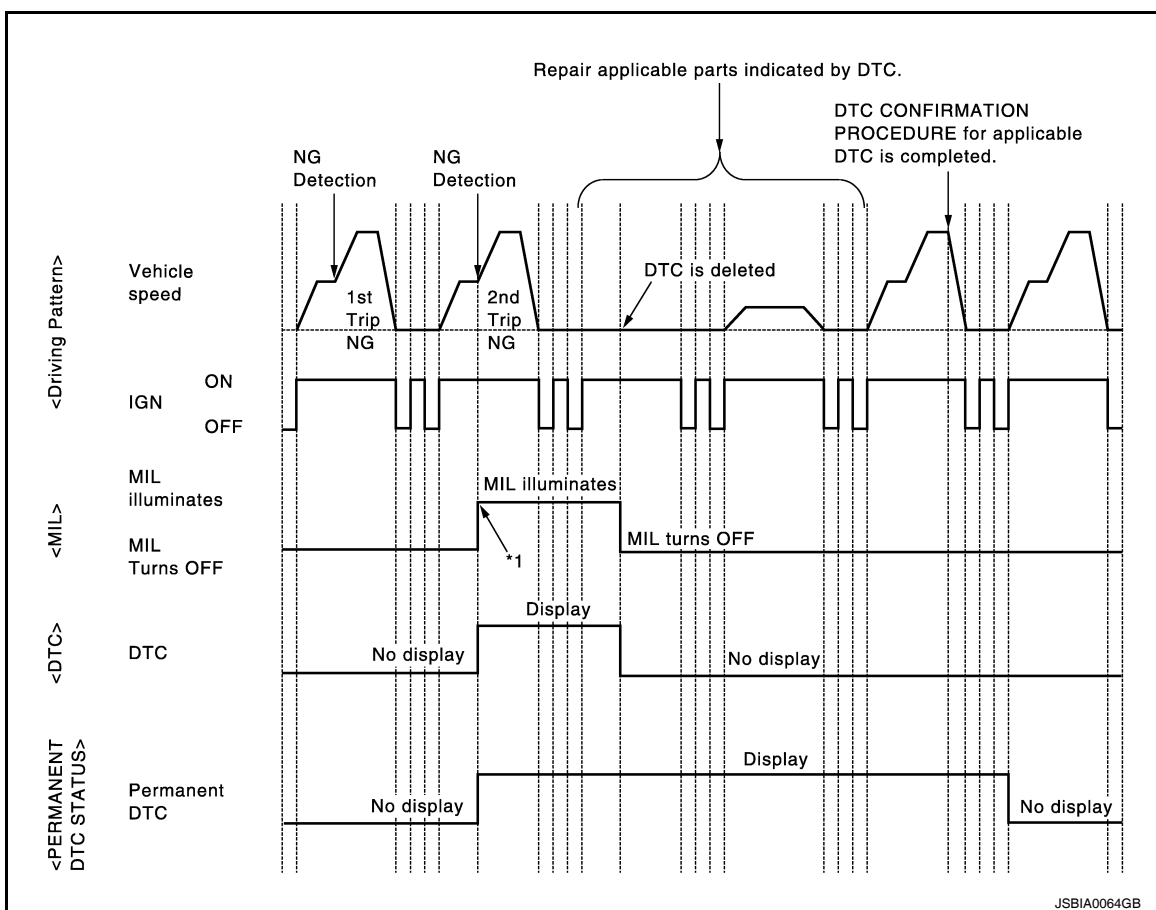 Repair applicable parts indicated by DTC.
DTC CONFIRMATION
PROCEDURE for applicable
DTC is completed.
NG
Detection
NG
Detection
<Driving Pattern>
Vehicle
speed
1st
Trip
NG
2nd
Trip
NG
DTC is deleted
IGN
ON
OFF
<MIL>
MIL
illuminates
MIL
Turns OFF
MIL illuminates
*1
MIL turns OFF
<DTC>
DTC
No display
Display
No display
<PERMANENT
DTC STATUS>
Permanent
DTC
No display
Display
No display
JSBIA0064GB